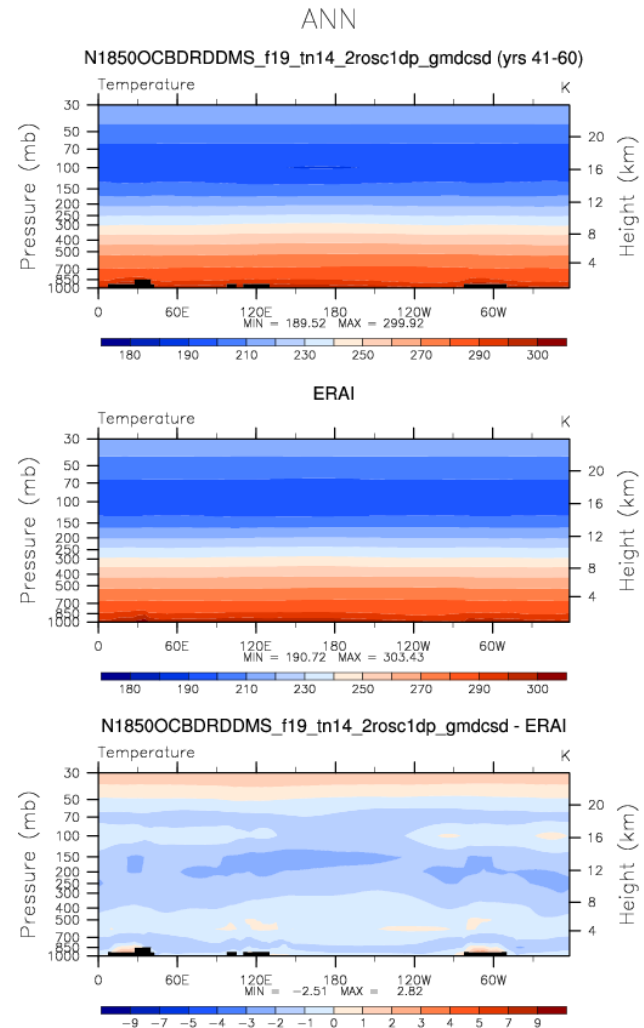 ANN
N1850OCBDRDDMS_f19_tn14_2rosc1dp_gmdcsd (yrs 41-60)
Temperature K
30
50
70
100
150
200
250
300
400
500
700
850
1000
Pressure (mb)
20
16
12
8
4
Height (km)
0 60E 120E 180 120W 60W
MIN = 189.52 MAX = 299.92
180 190 210 230 250 270 290 300
ERAI
Temperature K
30
50
70
100
150
200
250
300
400
500
700
850
1000
Pressure (mb)
20
16
12
8
4
Height (km)
0 60E 120E 180 120W 60W
MIN = 190.72 MAX = 303.43
180 190 210 230 250 270 290 300
N1850OCBDRDDMS_f19_tn14_2rosc1dp_gmdcsd - ERAI
Temperature K
30
50
70
100
150
200
250
300
400
500
700
850
1000
Pressure (mb)
20
16
12
8
4
Height (km)
0 60E 120E 180 120W 60W
MIN = -2.51 MAX = 2.82
-9 -7 -5 -4 -3 -2 -1 0 1 2 3 4 5 7 9